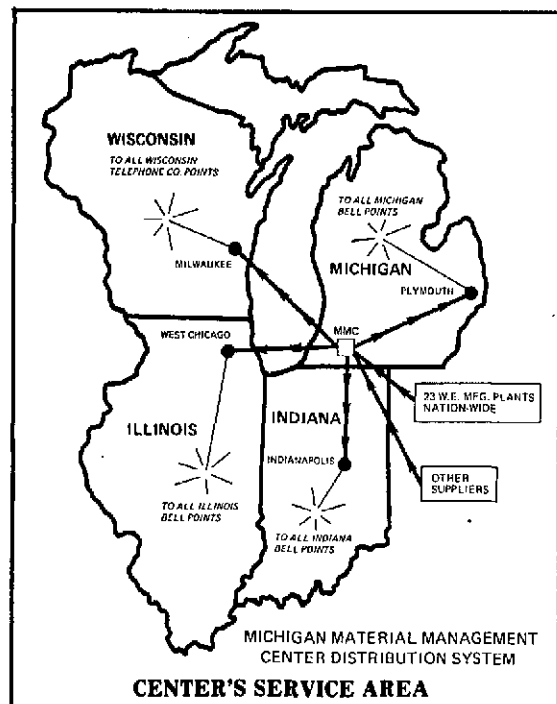 WISCONSIN
TO ALL WISCONSIN
TELEPHONE CO. POINTS
MILWAUKEE
TO ALL MICHIGAN
BELL POINTS
MICHIGAN
PLYMOUTH
MMC
WEST CHICAGO
ILLINOIS
TO ALL ILLINOIS
BELL POINTS
INDIANA
INDIANAPOLIS
TO ALL INDIANA
BELL POINTS
23 W.E. MFG. PLANTS
NATION-WIDE
OTHER
SUPPLIERS
MICHIGAN MATERIAL MANAGEMENT
CENTER DISTRIBUTION SYSTEM
CENTER'S SERVICE AREA